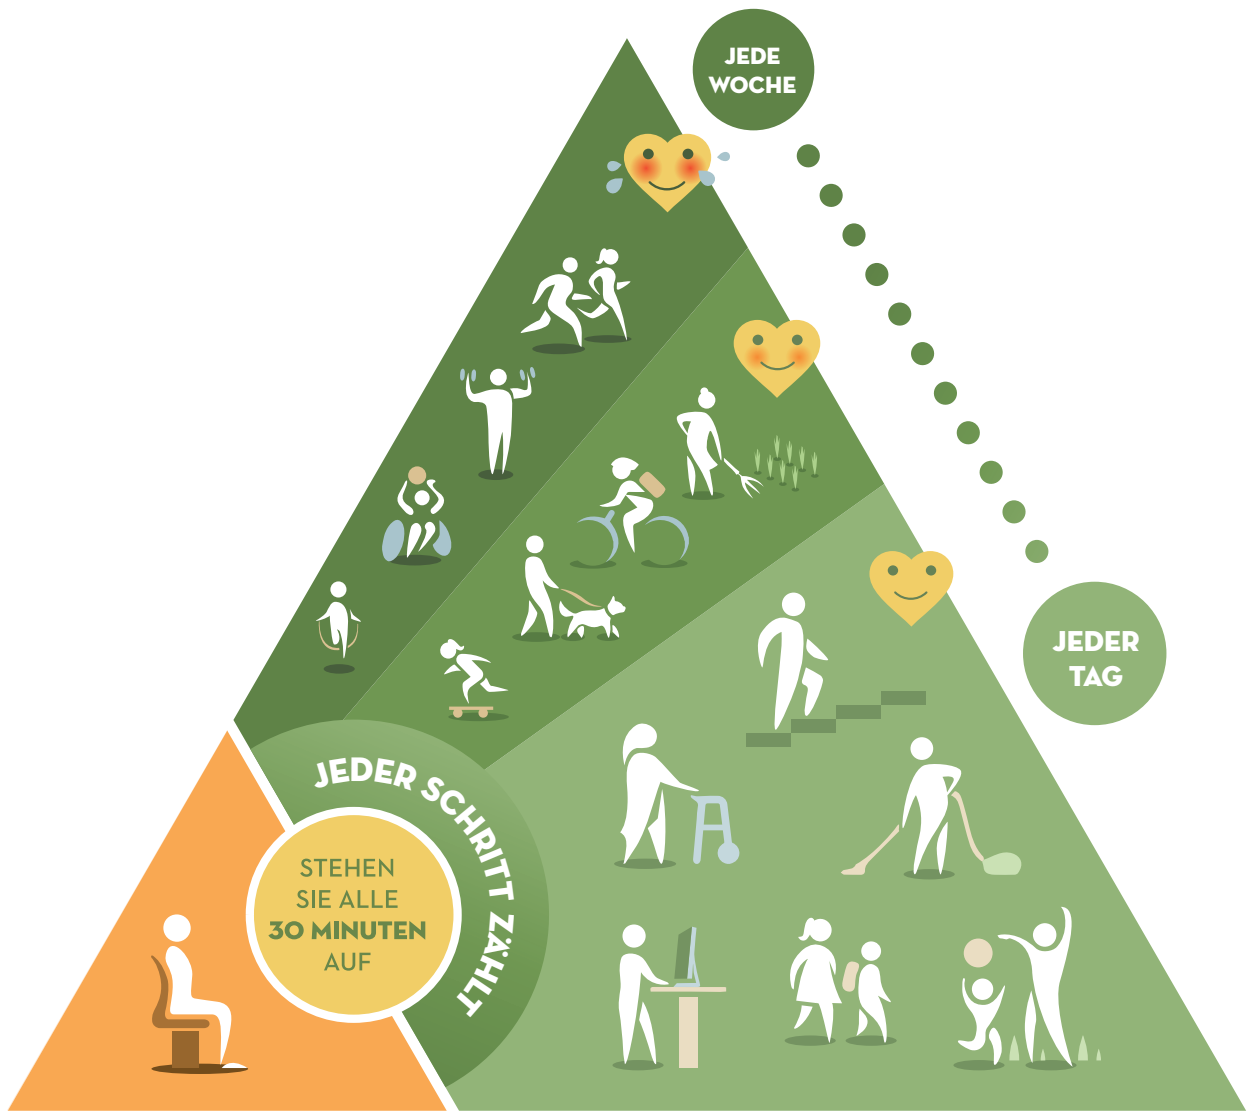 JEDE
WOCHE
JEDER
TAG
JEDER SCHRITT ZÄHLT
STEHEN
SIE ALLE
30 MINUTEN
AUF